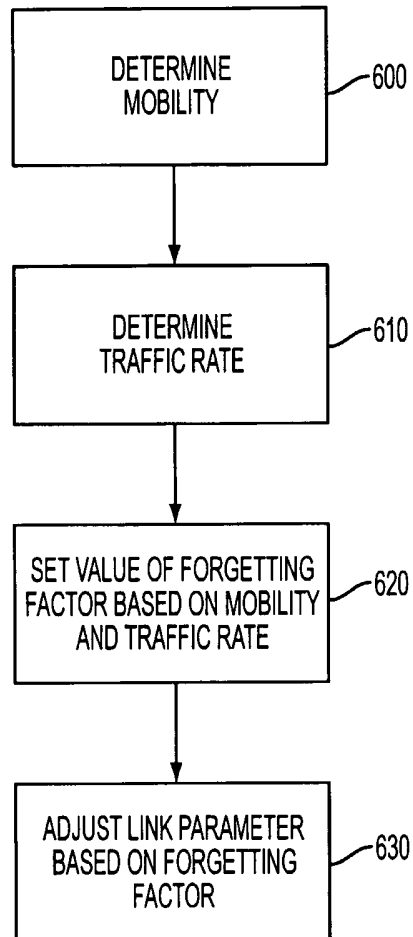 DETERMINE
MOBILITY
600
DETERMINE
TRAFFIC RATE
610
SET VALUE OF FORGETTING
FACTOR BASED ON MOBILITY
AND TRAFFIC RATE
620
ADJUST LINK PARAMETER
BASED ON FORGETTING
FACTOR
630